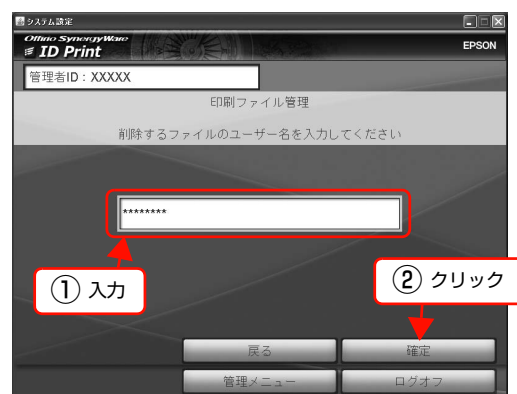 システム設定
Offirio SynergyWare
ID Print
EPSON
管理者ID：XXXXX
印刷ファイル管理
削除するファイルのユーザー名を入力してください
********
① 入力
② クリック
戻る
確定
管理メニュー
ログオフ